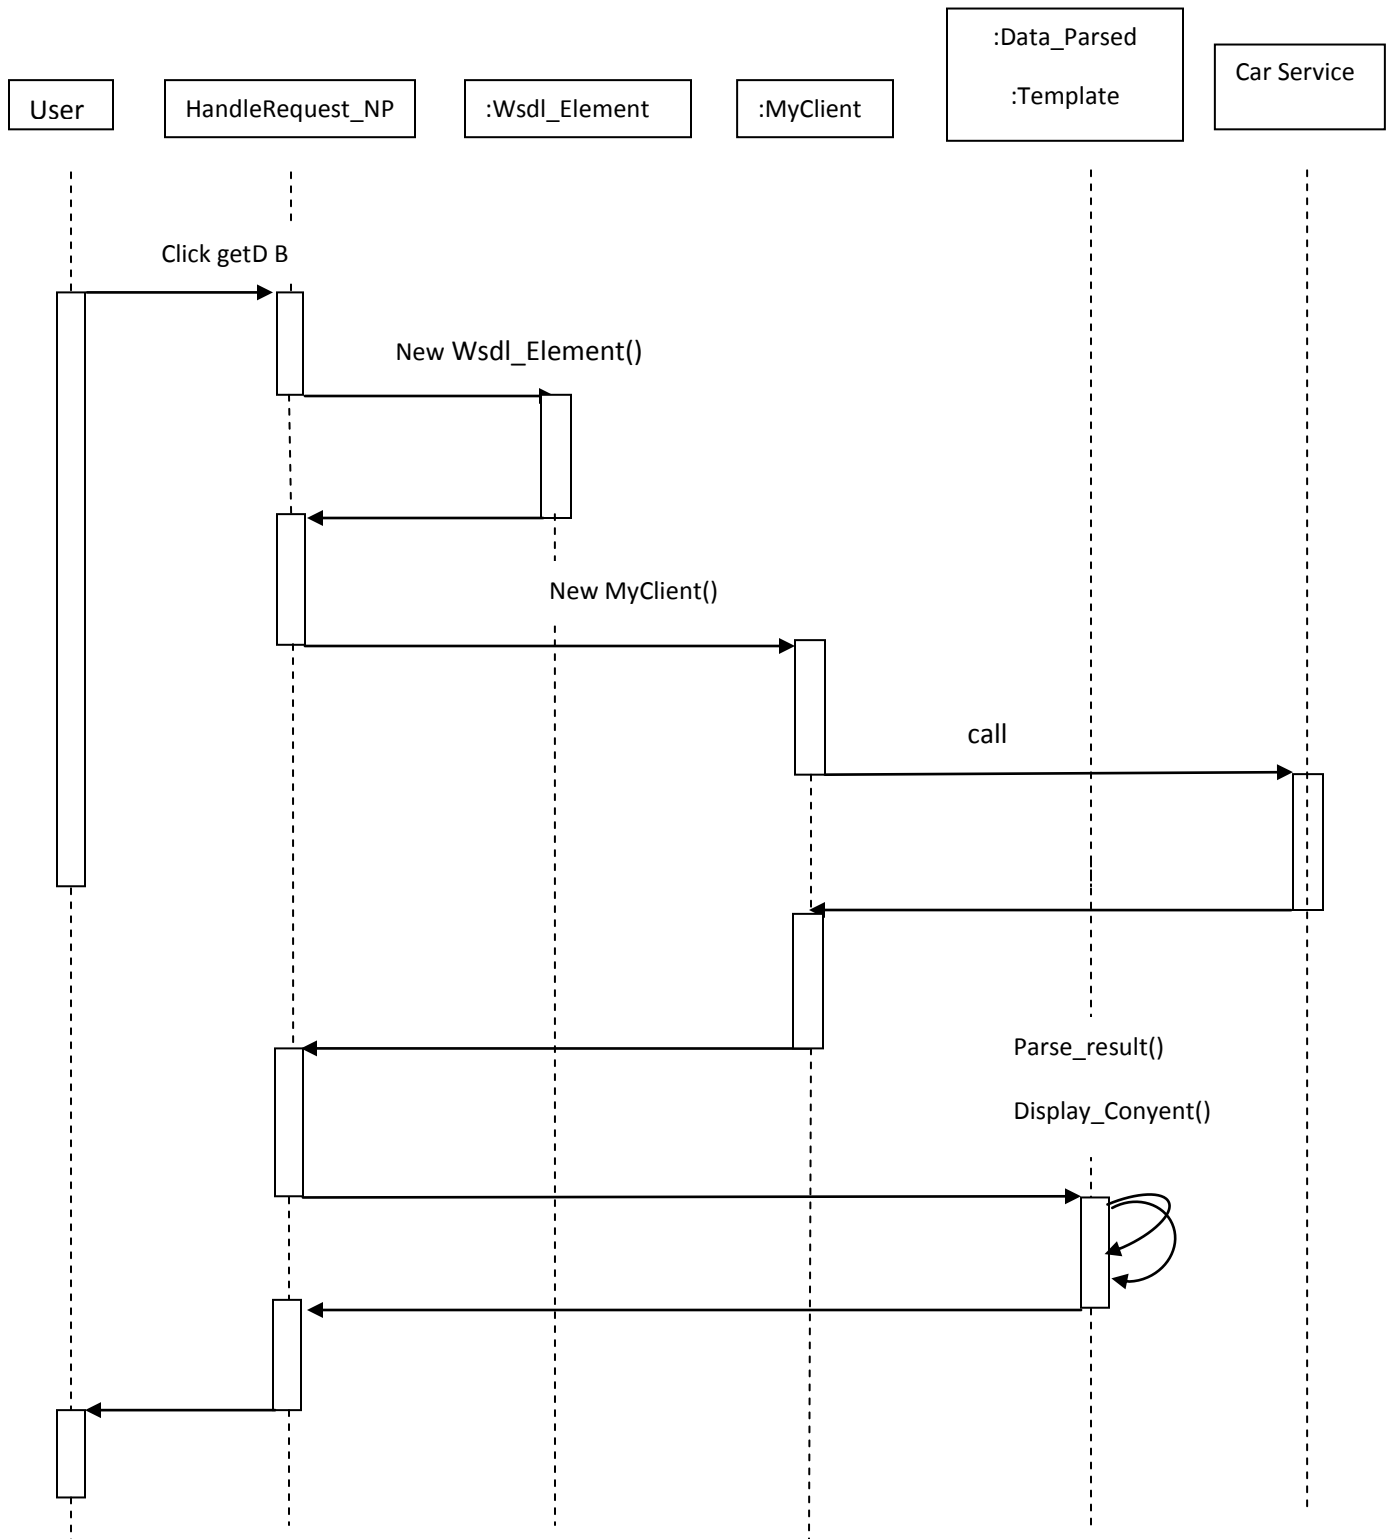 :Data_Parsed
:Template
Car Service
User
HandleRequest_NP
:Wsdl_Element
:MyClient
Click getD B
New Wsdl_Element()
New MyClient()
call
Parse_result()
Display_Conyent()